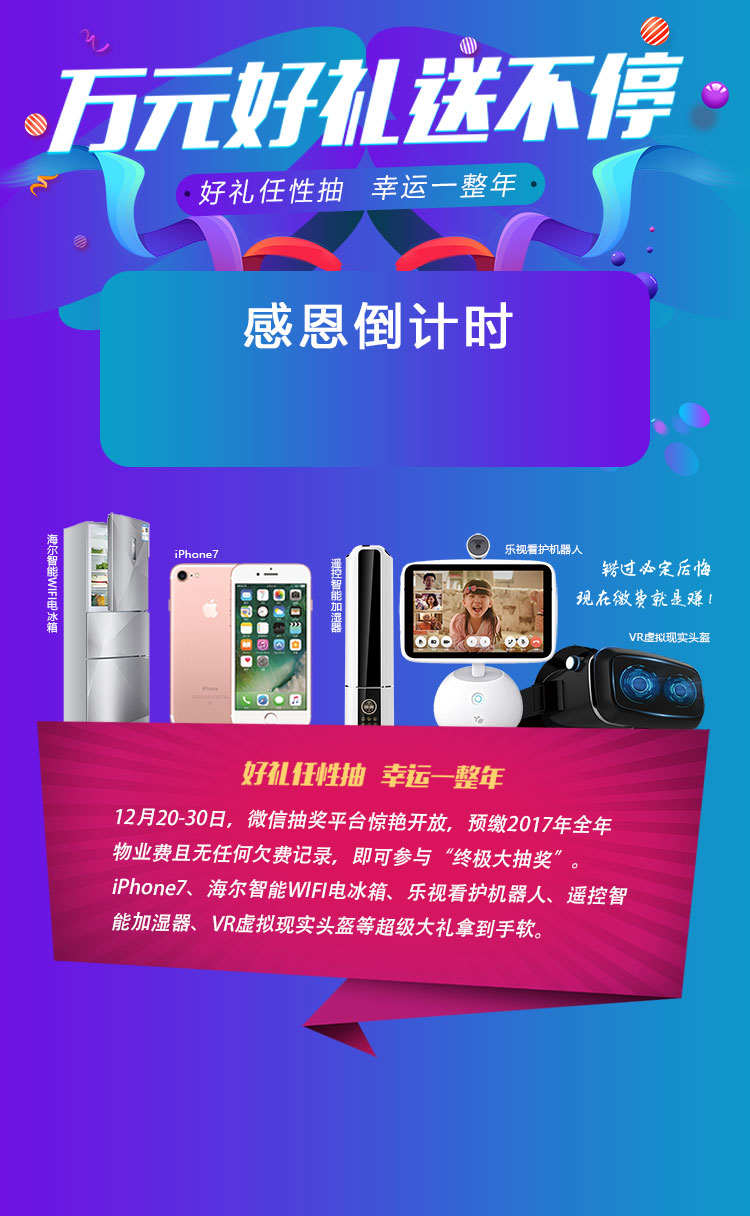 万元好礼送不停
好礼任性抽 幸运一整年
感恩倒计时
海尔智能WIFI电冰箱
iPhone7
遥控智能加湿器
乐视看护机器人
错过必定后悔
现在缴费就是赚！
VR虚拟现实头盔
好礼任性抽 幸运一整年
12月20-30日，微信抽奖平台惊艳开放，预缴2017年全年
物业费且无任何欠费记录，即可参与“终极大抽奖”。
iPhone7、海尔智能WIFI电冰箱、乐视看护机器人、遥控智
能加湿器、VR虚拟现实头盔等超级大礼拿到手软。